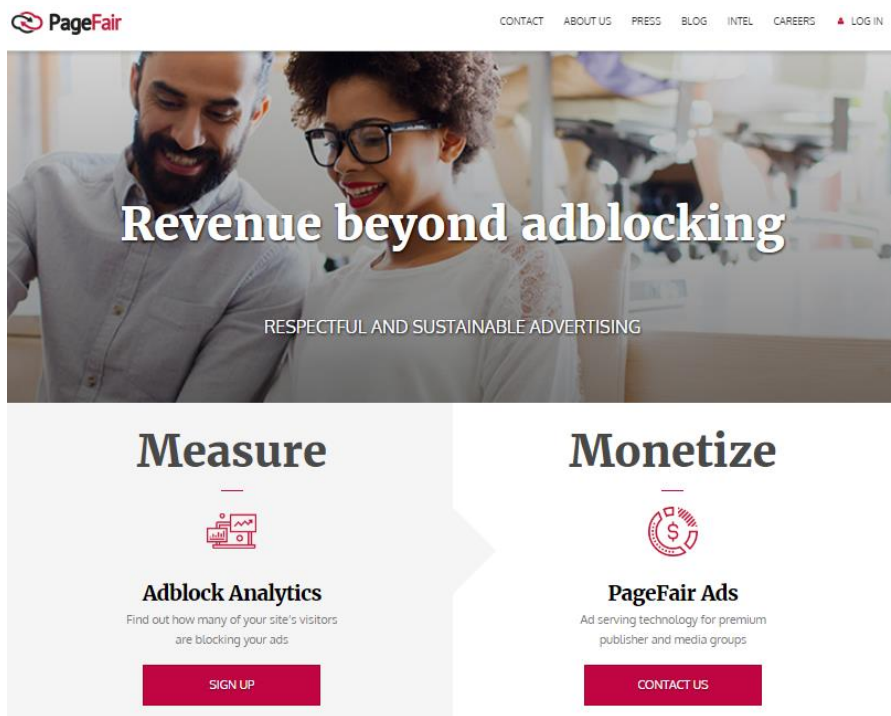 PageFair
CONTACT ABOUT US PRESS BLOG INTEL CAREERS LOG IN
Revenue beyond adblocking
RESPECTFUL AND SUSTAINABLE ADVERTISING
Measure
Adblock Analytics
Find out how many of your site's visitors
are blocking your ads
SIGN UP
Monetize
$
PageFair Ads
Ad serving technology for premium
publisher and media groups
CONTACT US